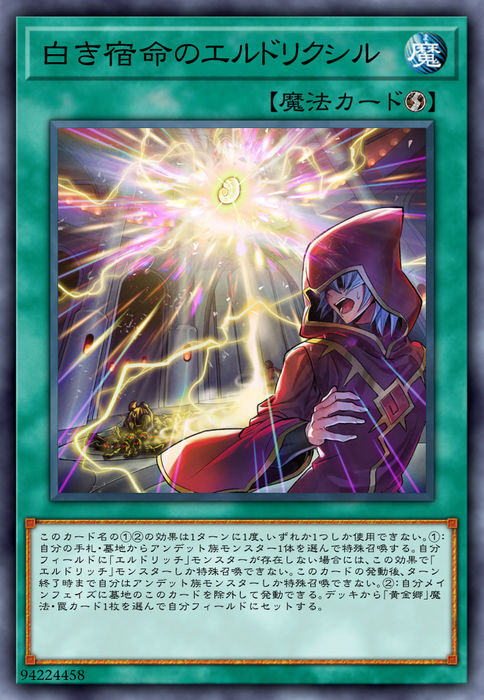 白き宿命のエルドリクシル
魔
【魔法カード】
このカード名の①②の効果は1ターンに1度、いずれか1つしか使用できない。①:
自分の手札・墓地からアンデット族モンスター1体を選んで特殊召喚する。自分
フィールドに「エルドリッチ」モンスターが存在しない場合には、この効果で「
エルドリッチ」モンスターしか特殊召喚できない。このカードの発動後、ターン
終了時まで自分はアンデット族モンスターしか特殊召喚できない。②:自分メイ
ンフェイズに墓地のこのカードを除外して発動できる。デッキから「黄金郷」魔法
・罠カード1枚を選んで自分フィールドにセットする。
94224458